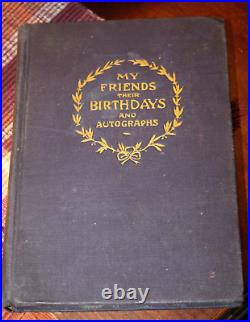 MY
FRIENDS
THEIR
BIRTHDAYS
AND
AUTOGRAPHS